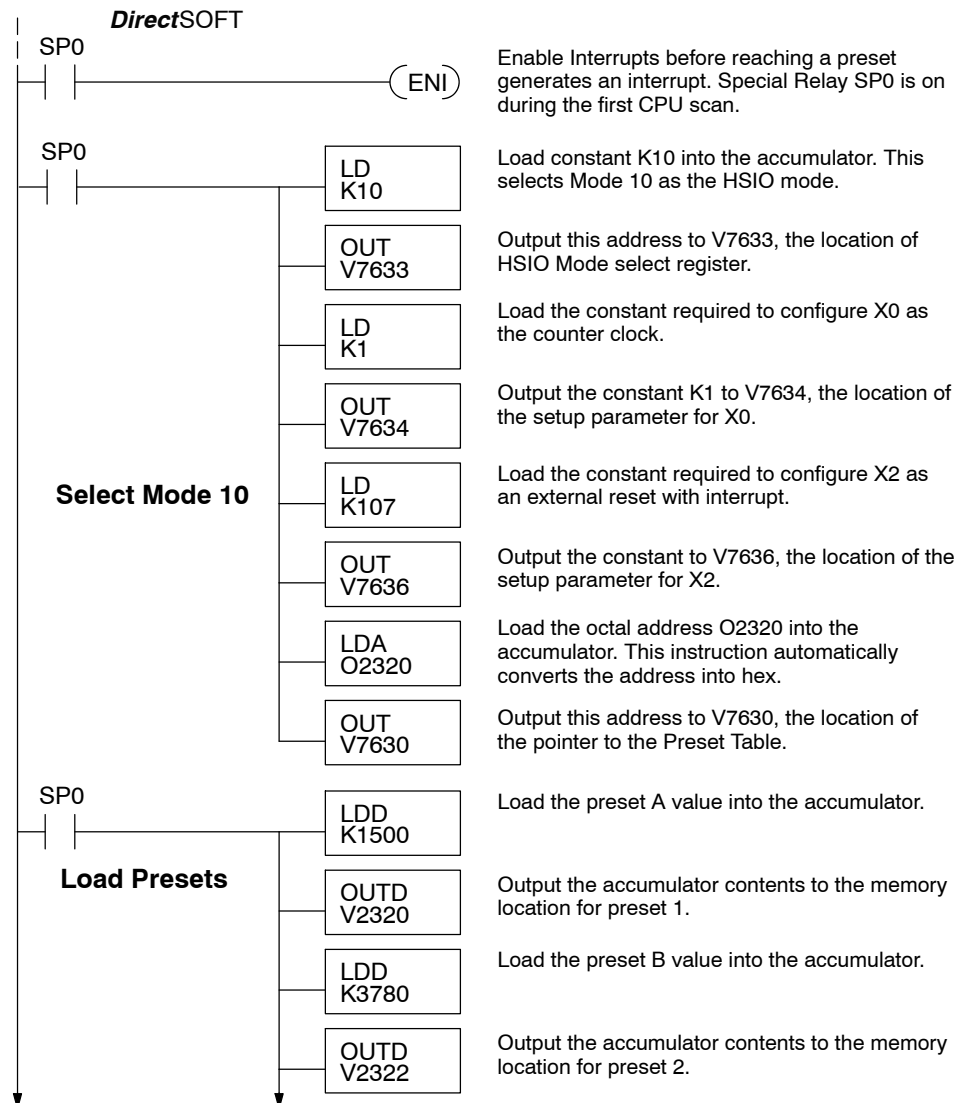 DirectSOFT
SP0
ENI
Enable Interrupts before reaching a preset
generates an interrupt. Special Relay SP0 is on
during the first CPU scan.
SP0
LD
K10
Load constant K10 into the accumulator. This
selects Mode 10 as the HSIO mode.
OUT
V7633
Output this address to V7633, the location of
HSIO Mode select register.
LD
K1
Load the constant required to configure X0 as
the counter clock.
OUT
V7634
Output the constant K1 to V7634, the location of
the setup parameter for X0.
Select Mode 10
LD
K107
Load the constant required to configure X2 as
an external reset with interrupt.
OUT
V7636
Output the constant to V7636, the location of the
setup parameter for X2.
LDA
O2320
Load the octal address O2320 into the
accumulator. This instruction automatically
converts the address into hex.
OUT
V7630
Output this address to V7630, the location of
the pointer to the Preset Table.
SP0
LDD
K1500
Load the preset A value into the accumulator.
Load Presets
OUTD
V2320
Output the accumulator contents to the memory
location for preset 1.
LDD
K3780
Load the preset B value into the accumulator.
OUTD
V2322
Output the accumulator contents to the memory
location for preset 2.